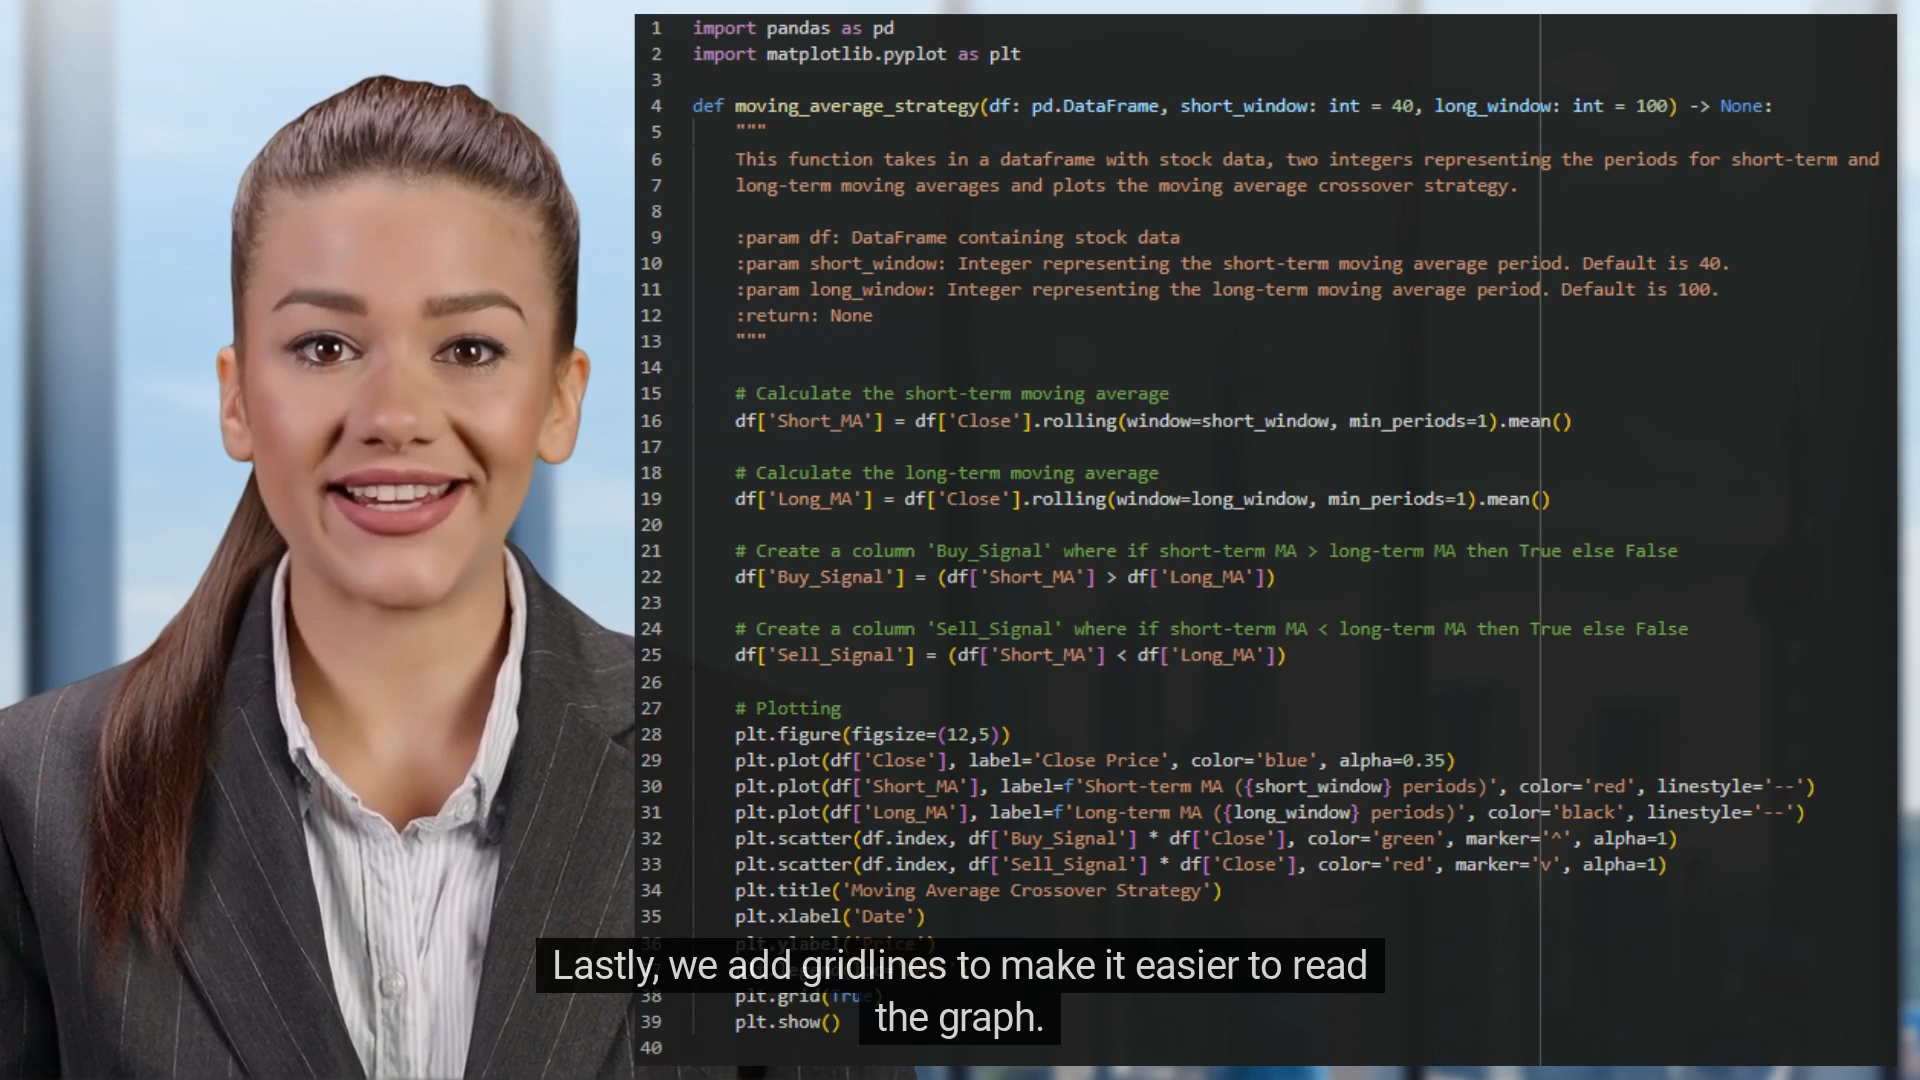 1 import pandas as pd
2 import matplotlib.pyplot as plt
3
4 def moving_average_strategy(df: pd.DataFrame, short_window: int = 40, long_window: int = 100) -> None:
5 """
6 This function takes in a dataframe with stock data, two integers representing the periods for short-term and
7 long-term moving averages and plots the moving average crossover strategy.
8
9 :param df: DataFrame containing stock data
10 :param short_window: Integer representing the short-term moving average period. Default is 40.
11 :param long_window: Integer representing the long-term moving average period. Default is 100.
12 :return: None
13 """
14
15 # Calculate the short-term moving average
16 df['Short_MA'] = df['Close'].rolling(window=short_window, min_periods=1).mean()
17
18 # Calculate the long-term moving average
19 df['Long_MA'] = df['Close'].rolling(window=long_window, min_periods=1).mean()
20
21 # Create a column 'Buy_Signal' where if short-term MA > long-term MA then True else False
22 df['Buy_Signal'] = (df['Short_MA'] > df['Long_MA'])
23
24 # Create a column 'Sell_Signal' where if short-term MA < long-term MA then True else False
25 df['Sell_Signal'] = (df['Short_MA'] < df['Long_MA'])
26
27 # Plotting
28 plt.figure(figsize=(12,5))
29 plt.plot(df['Close'], label='Close Price', color='blue', alpha=0.35)
30 plt.plot(df['Short_MA'], label=f'Short-term MA ({short_window} periods)', color='red', linestyle='--')
31 plt.plot(df['Long_MA'], label=f'Long-term MA ({long_window} periods)', color='black', linestyle='--')
32 plt.scatter(df.index, df['Buy_Signal'] * df['Close'], color='green', marker='^', alpha=1)
33 plt.scatter(df.index, df['Sell_Signal'] * df['Close'], color='red', marker='v', alpha=1)
34 plt.title('Moving Average Crossover Strategy')
35 plt.xlabel('Date')
36 plt.ylabel('Price')
Lastly, we add gridlines to make it easier to read
38 plt.grid(True)
the graph.
39 plt.show()
40